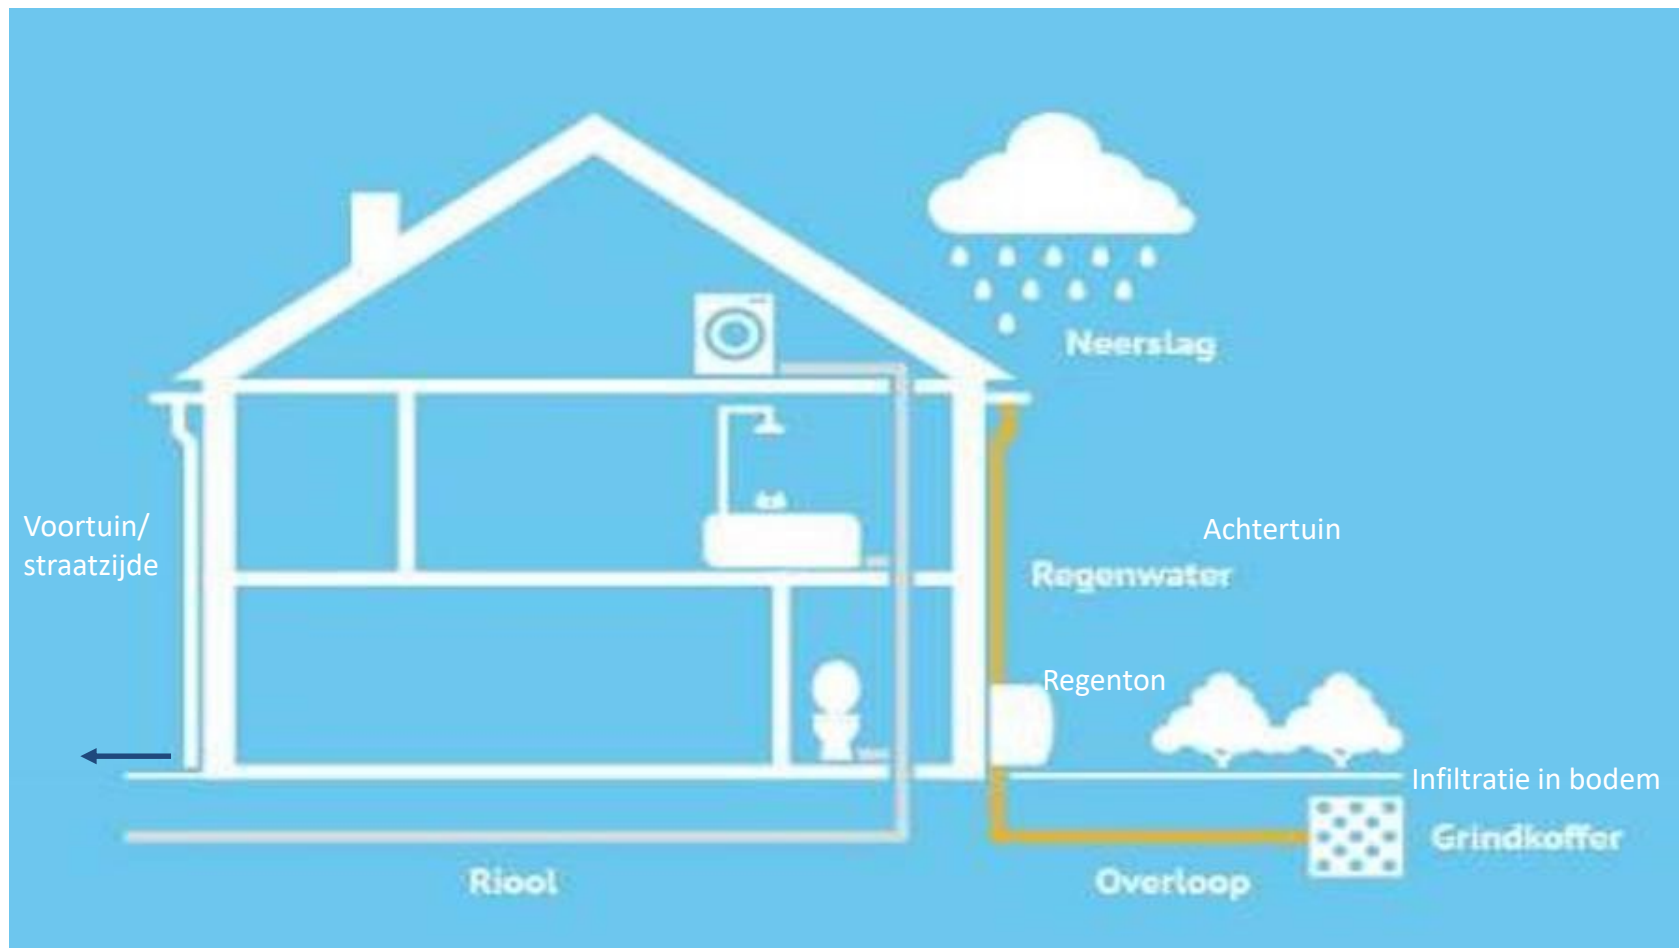 Neerslag
Voortuin/
straatzijde
Achtertuin
Regenwater
Regenton
Infiltratie in bodem
Grindkoffer
Riool
Overloop